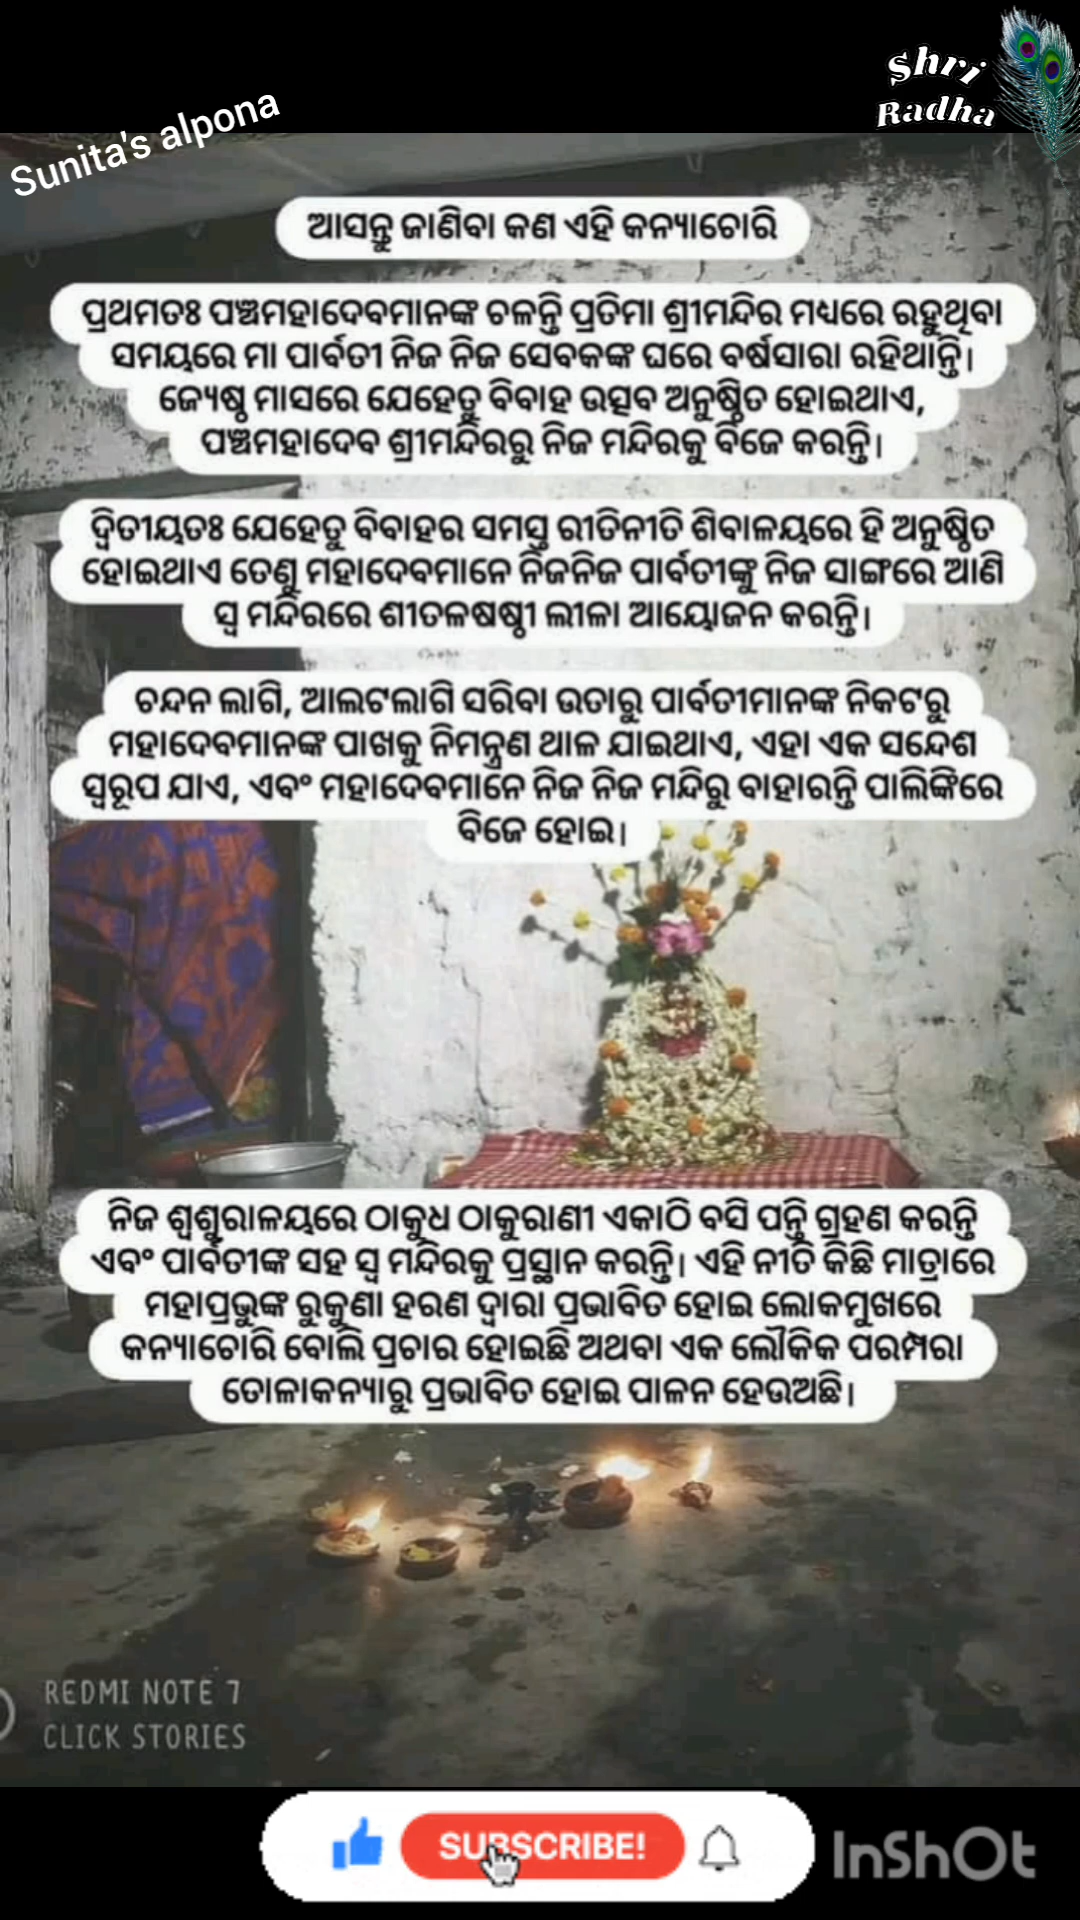 Shri
Radha
Sunita's alpona
ଆସନ୍ତୁ ଜାଣିବା କଣ ଏହି କନ୍ୟାଚୋରି
ପ୍ରଥମତଃ ପଞ୍ଚମହାଦେବମାନଙ୍କ ଚଳନ୍ତି ପ୍ରତିମା ଶ୍ରୀମନ୍ଦିର ମଧ୍ୟରେ ରହୁଥିବା
ସମୟରେ ମା ପାର୍ବତୀ ନିଜ ନିଜ ସେବକଙ୍କ ଘରେ ବର୍ଷସାରା ରହିଥାନ୍ତି।
ଜ୍ୟେଷ୍ଠ ମାସରେ ଯେହେତୁ ବିବାହ ଉତ୍ସବ ଅନୁଷ୍ଠିତ ହୋଇଥାଏ,
ପଞ୍ଚମହାଦେବ ଶ୍ରୀମନ୍ଦିରରୁ ନିଜ ମନ୍ଦିରକୁ ବିଜେ କରନ୍ତି।
ଦ୍ଵିତୀୟତଃ ଯେହେତୁ ବିବାହର ସମସ୍ତ ରୀତିନୀତି ଶିବାଳୟରେ ହି ଅନୁଷ୍ଠିତ
ହୋଇଥାଏ ତେଣୁ ମହାଦେବମାନେ ନିଜନିଜ ପାର୍ବତୀଙ୍କୁ ନିଜ ସାଙ୍ଗରେ ଆଣି
ସ୍ୱ ମନ୍ଦିରରେ ଶୀତଳଷଷ୍ଠୀ ଲୀଳା ଆୟୋଜନ କରନ୍ତି।
ଚନ୍ଦନ ଲାଗି, ଆଲଟଲାଗି ସରିବା ଉତାରୁ ପାର୍ବତୀମାନଙ୍କ ନିକଟରୁ
ମହାଦେବମାନଙ୍କ ପାଖକୁ ନିମନ୍ତ୍ରଣ ଥାଳ ଯାଇଥାଏ, ଏହା ଏକ ସନ୍ଦେଶ
ସ୍ୱରୂପ ଯାଏ, ଏବଂ ମହାଦେବମାନେ ନିଜ ନିଜ ମନ୍ଦିରୁ ବାହାରନ୍ତି ପାଲିଙ୍କିରେ
ବିଜେ ହୋଇ।
ନିଜ ଶ୍ୱଶୁରାଳୟରେ ଠାକୁଧ ଠାକୁରାଣୀ ଏକାଠି ବସି ପନ୍ତି ଗ୍ରହଣ କରନ୍ତି
ଏବଂ ପାର୍ବତୀଙ୍କ ସହ ସ୍ୱ ମନ୍ଦିରକୁ ପ୍ରସ୍ଥାନ କରନ୍ତି। ଏହି ନୀତି କିଛି ମାତ୍ରାରେ
ମହାପ୍ରଭୁଙ୍କ ରୁକୁଣା ହରଣ ଦ୍ୱାରା ପ୍ରଭାବିତ ହୋଇ ଲୋକମୁଖରେ
କନ୍ୟାଚୋରି ବୋଲି ପ୍ରଚାର ହୋଇଛି ଅଥବା ଏକ ଲୌକିକ ପରମ୍ପରା
ତୋଳାକନ୍ୟାରୁ ପ୍ରଭାବିତ ହୋଇ ପାଳନ ହେଉଅଛି।
REDMI NOTE 7
CLICK STORIES
SUBSCRIBE!
InShOt